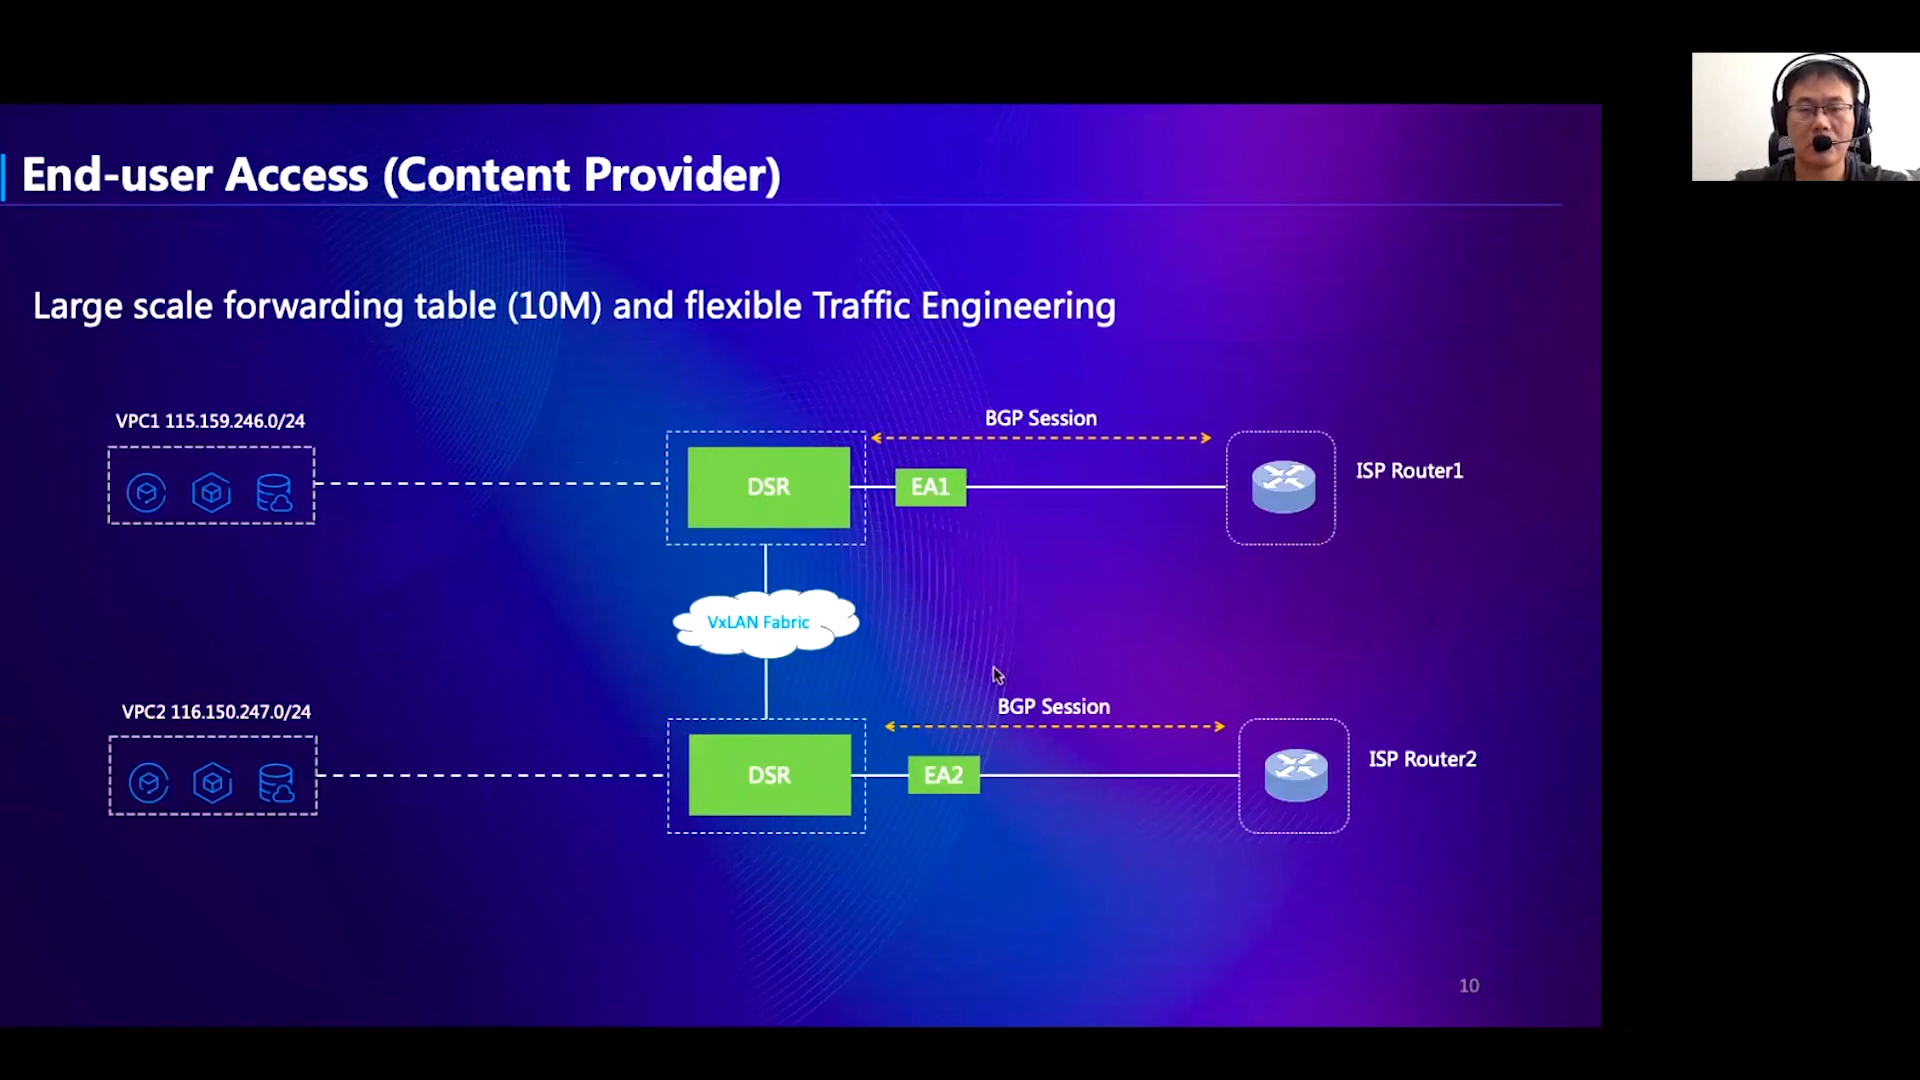 End-user Access (Content Provider)
Large scale forwarding table (10M) and flexible Traffic Engineering
VPC1 115.159.246.0/24
BGP Session
DSR
EA1
ISP Router1
VxLAN Fabric
VPC2 116.150.247.0/24
BGP Session
DSR
EA2
ISP Router2
10